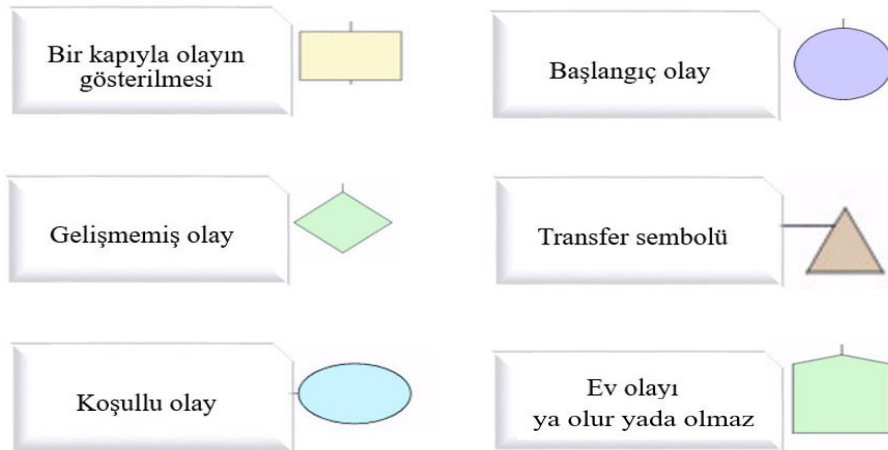 Bir kapıyla olayın
gösterilmesi
Başlangıç olay
Gelişmemiş olay
Transfer sembolü
Koşullu olay
Ev olayı
ya olur yada olmaz